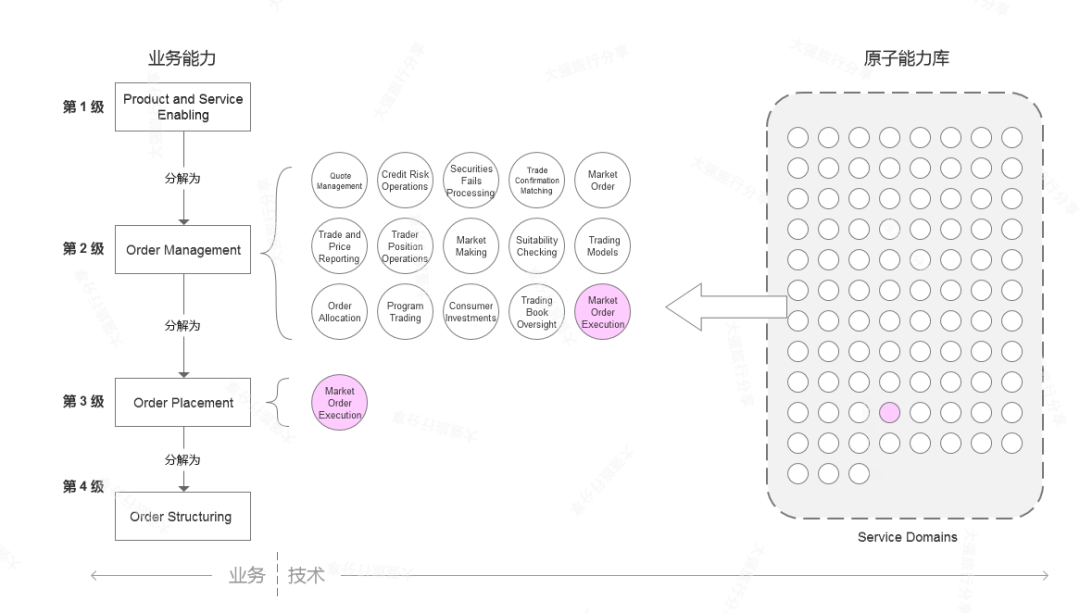 业务能力
原子能力库
第 1 级
Product and Service
Enabling
分解为
第 2 级
Order Management
Quote
Management
Credit Risk
Operations
Securities
Fails
Processing
Trade
Confirmation
Matching
Market
Order
Trade and
Price
Reporting
Trader
Position
Operations
Market
Making
Suitability
Checking
Trading
Models
Order
Allocation
Program
Trading
Consumer
Investments
Trading
Book
Oversight
Market
Order
Execution
分解为
第 3 级
Order Placement
Market
Order
Execution
分解为
第 4 级
Order Structuring
Service Domains
业务
技术